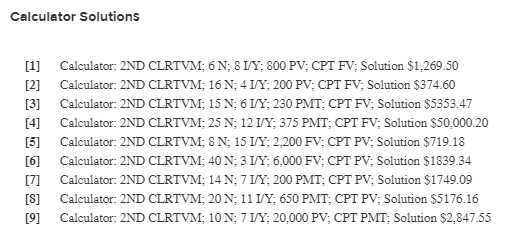 Calculator Solutions
[1] Calculator: 2ND CLRTVM; 6 N; 8 I/Y; 800 PV; CPT FV; Solution $1,269.50
[2] Calculator: 2ND CLRTVM; 16 N; 4 I/Y; 200 PV; CPT FV; Solution $374.60
[3] Calculator: 2ND CLRTVM; 15 N; 6 I/Y; 230 PMT; CPT FV; Solution $5353.47
[4] Calculator: 2ND CLRTVM; 25 N; 12 I/Y; 375 PMT; CPT FV; Solution $50,000.20
[5] Calculator: 2ND CLRTVM; 8 N; 15 I/Y; 2,200 FV; CPT PV; Solution $719.18
[6] Calculator: 2ND CLRTVM; 40 N; 3 I/Y; 6,000 FV; CPT PV; Solution $1839.34
[7] Calculator: 2ND CLRTVM; 14 N; 7 I/Y; 200 PMT; CPT PV; Solution $1749.09
[8] Calculator: 2ND CLRTVM; 20 N; 11 I/Y; 650 PMT; CPT PV; Solution $5176.16
[9] Calculator: 2ND CLRTVM; 10 N; 7 I/Y; 20,000 PV; CPT PMT; Solution $2,847.55